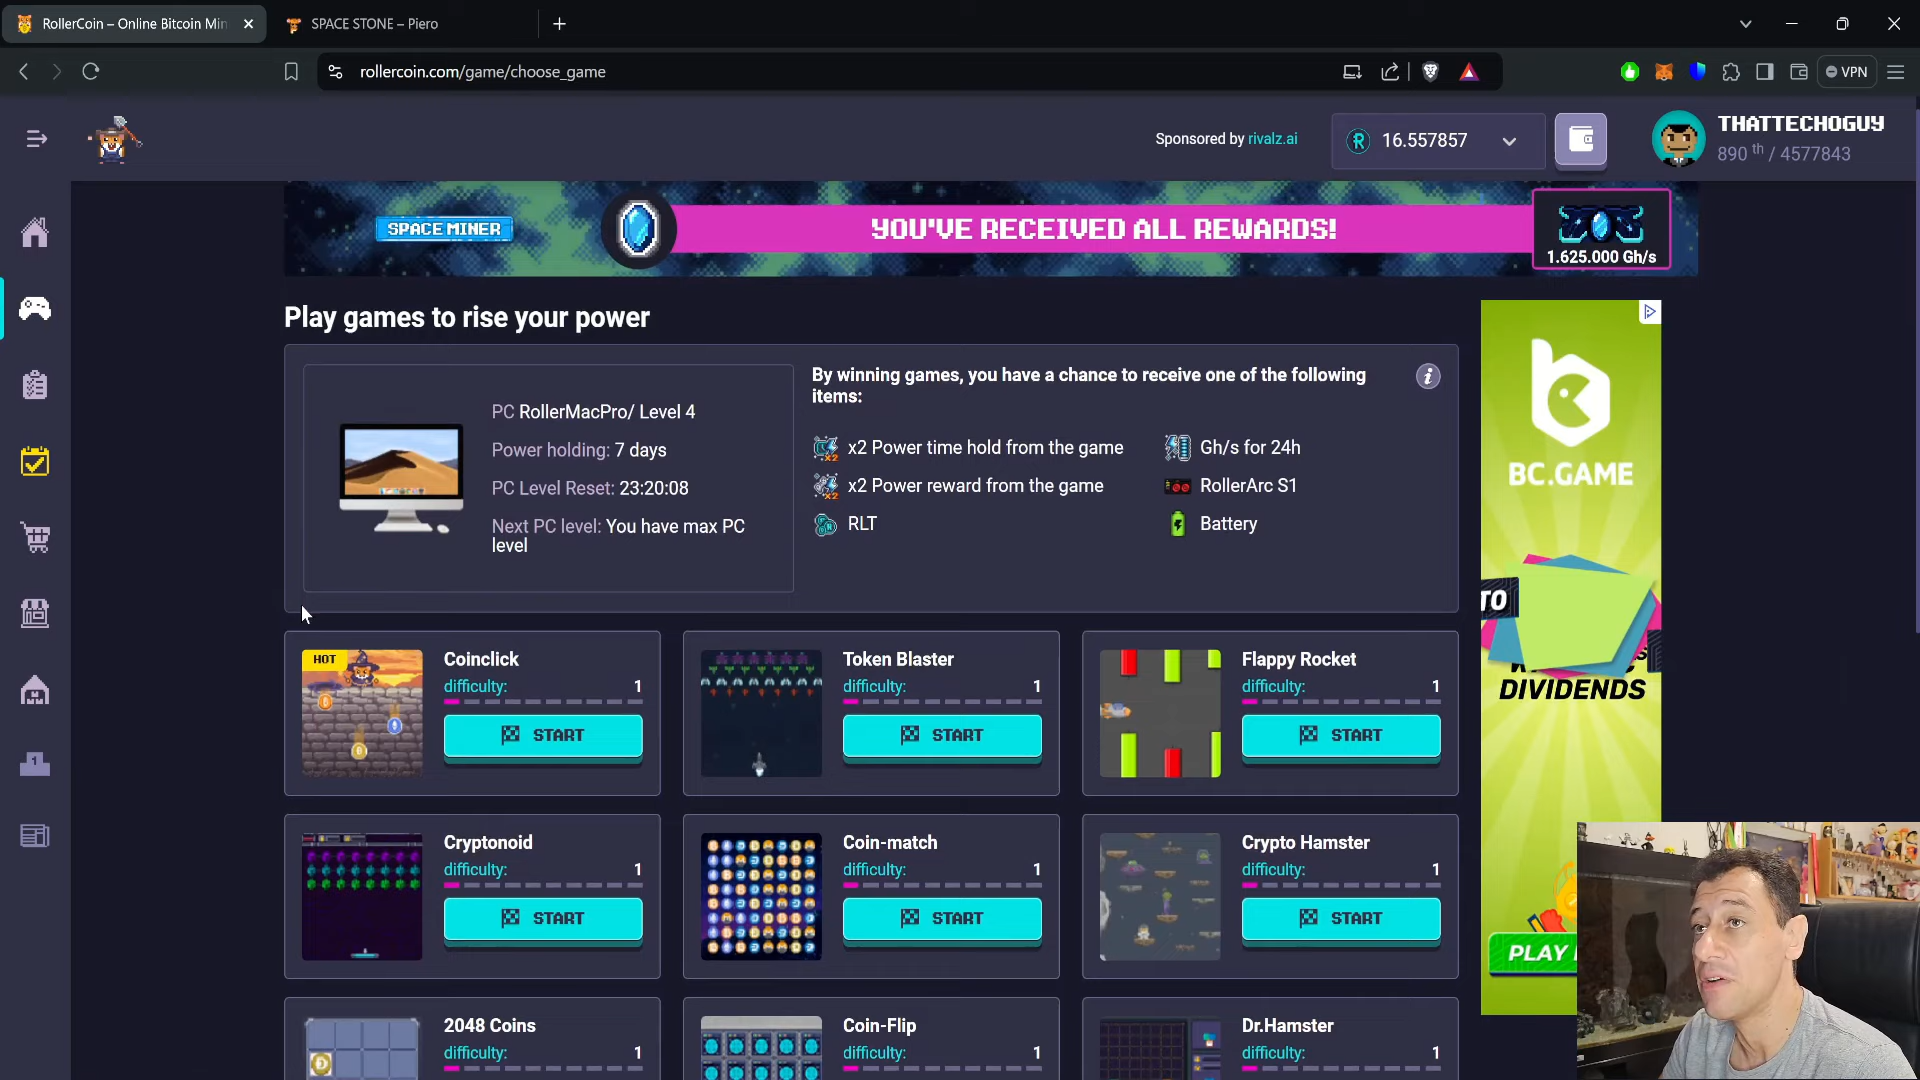 RollerCoin – Online Bitcoin Min
SPACE STONE – Piero
rollercoin.com/game/choose_game
VPN
Sponsored by rivalz.ai
16.557857
THATTECHOGUY
890 th / 4577843
SPACE MINER
YOU'VE RECEIVED ALL REWARDS!
1.625.000 Gh/s
Play games to rise your power
PC RollerMacPro/ Level 4
Power holding: 7 days
PC Level Reset: 23:20:08
Next PC level: You have max PC
level
By winning games, you have a chance to receive one of the following
items:
x2 Power time hold from the game
Gh/s for 24h
x2 Power reward from the game
RollerArc S1
RLT
Battery
BC.GAME
TO
DIVIDENDS
PLAY
HOT
Coinclick
difficulty: 1
START
Token Blaster
difficulty: 1
START
Flappy Rocket
difficulty: 1
START
Cryptonoid
difficulty: 1
START
Coin-match
difficulty: 1
START
Crypto Hamster
difficulty: 1
START
2048 Coins
difficulty: 1
Coin-Flip
difficulty: 1
Dr.Hamster
difficulty: 1